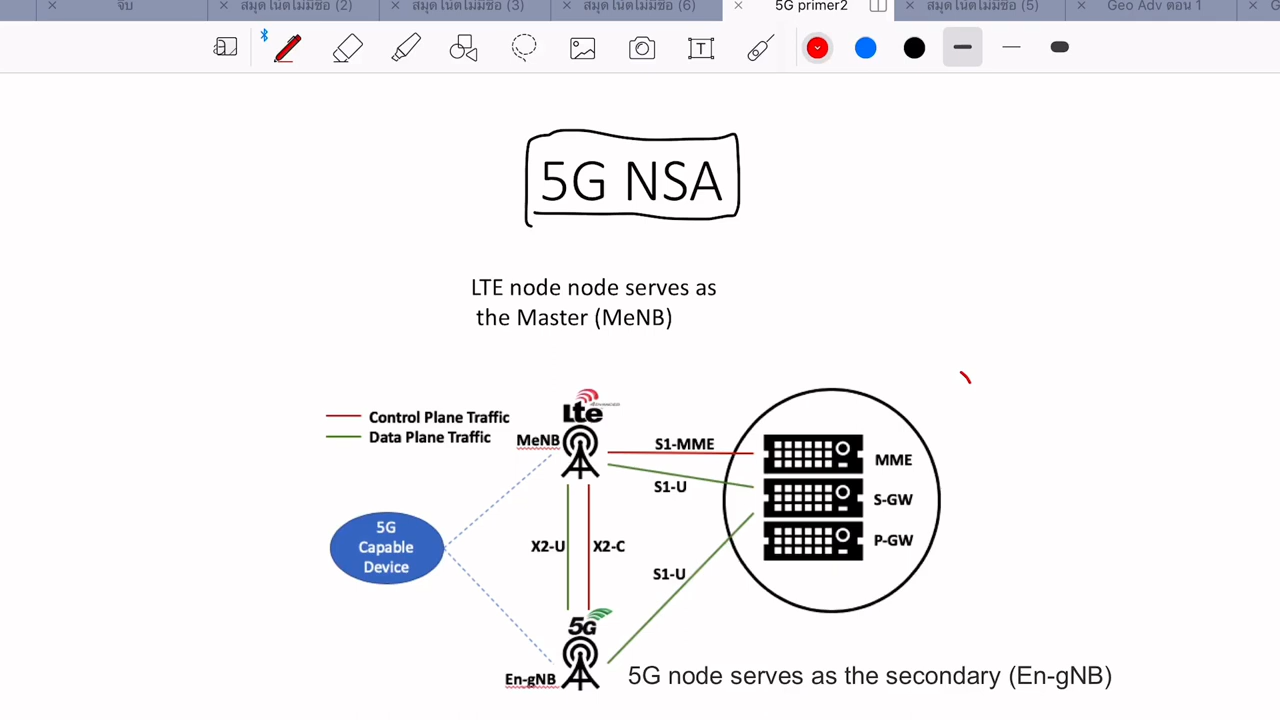 จิ๊บ
สมุดโน้ตไม่มีชื่อ (2)
สมุดโน้ตไม่มีชื่อ (3)
สมุดโน้ตไม่มีชื่อ (6)
5G primer2
สมุดโน้ตไม่มีชื่อ (5)
Geo Adv ตอน 1
T
5G NSA
LTE node node serves as
the Master (MeNB)
Control Plane Traffic
Data Plane Traffic
Lte
MeNB
S1-MME
MME
S1-U
S-GW
P-GW
5G
Capable
Device
X2-U
X2-C
S1-U
5G
En-gNB
5G node serves as the secondary (En-gNB)